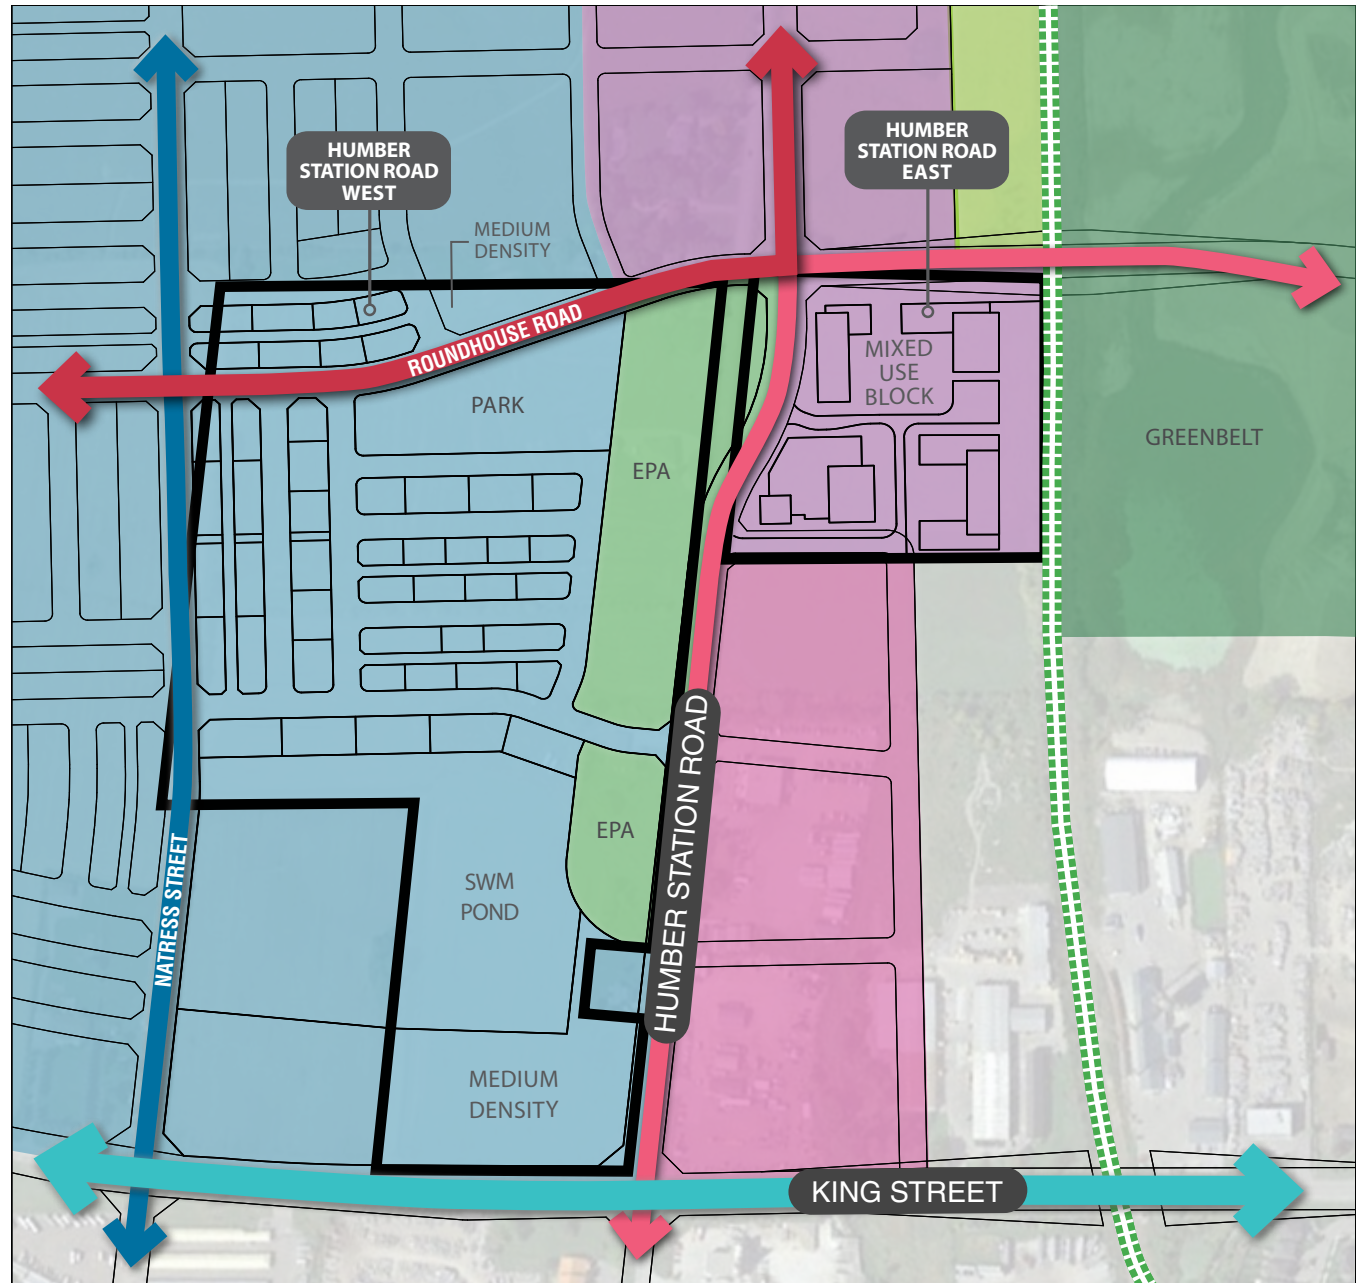 HUMBER
STATION ROAD
WEST
HUMBER
STATION ROAD
EAST
MEDIUM
DENSITY
ROUNDHOUSE ROAD
MIXED
USE
BLOCK
PARK
GREENBELT
EPA
HUMBER STATION ROAD
EPA
NATRESS STREET
SWM
POND
MEDIUM
DENSITY
KING STREET